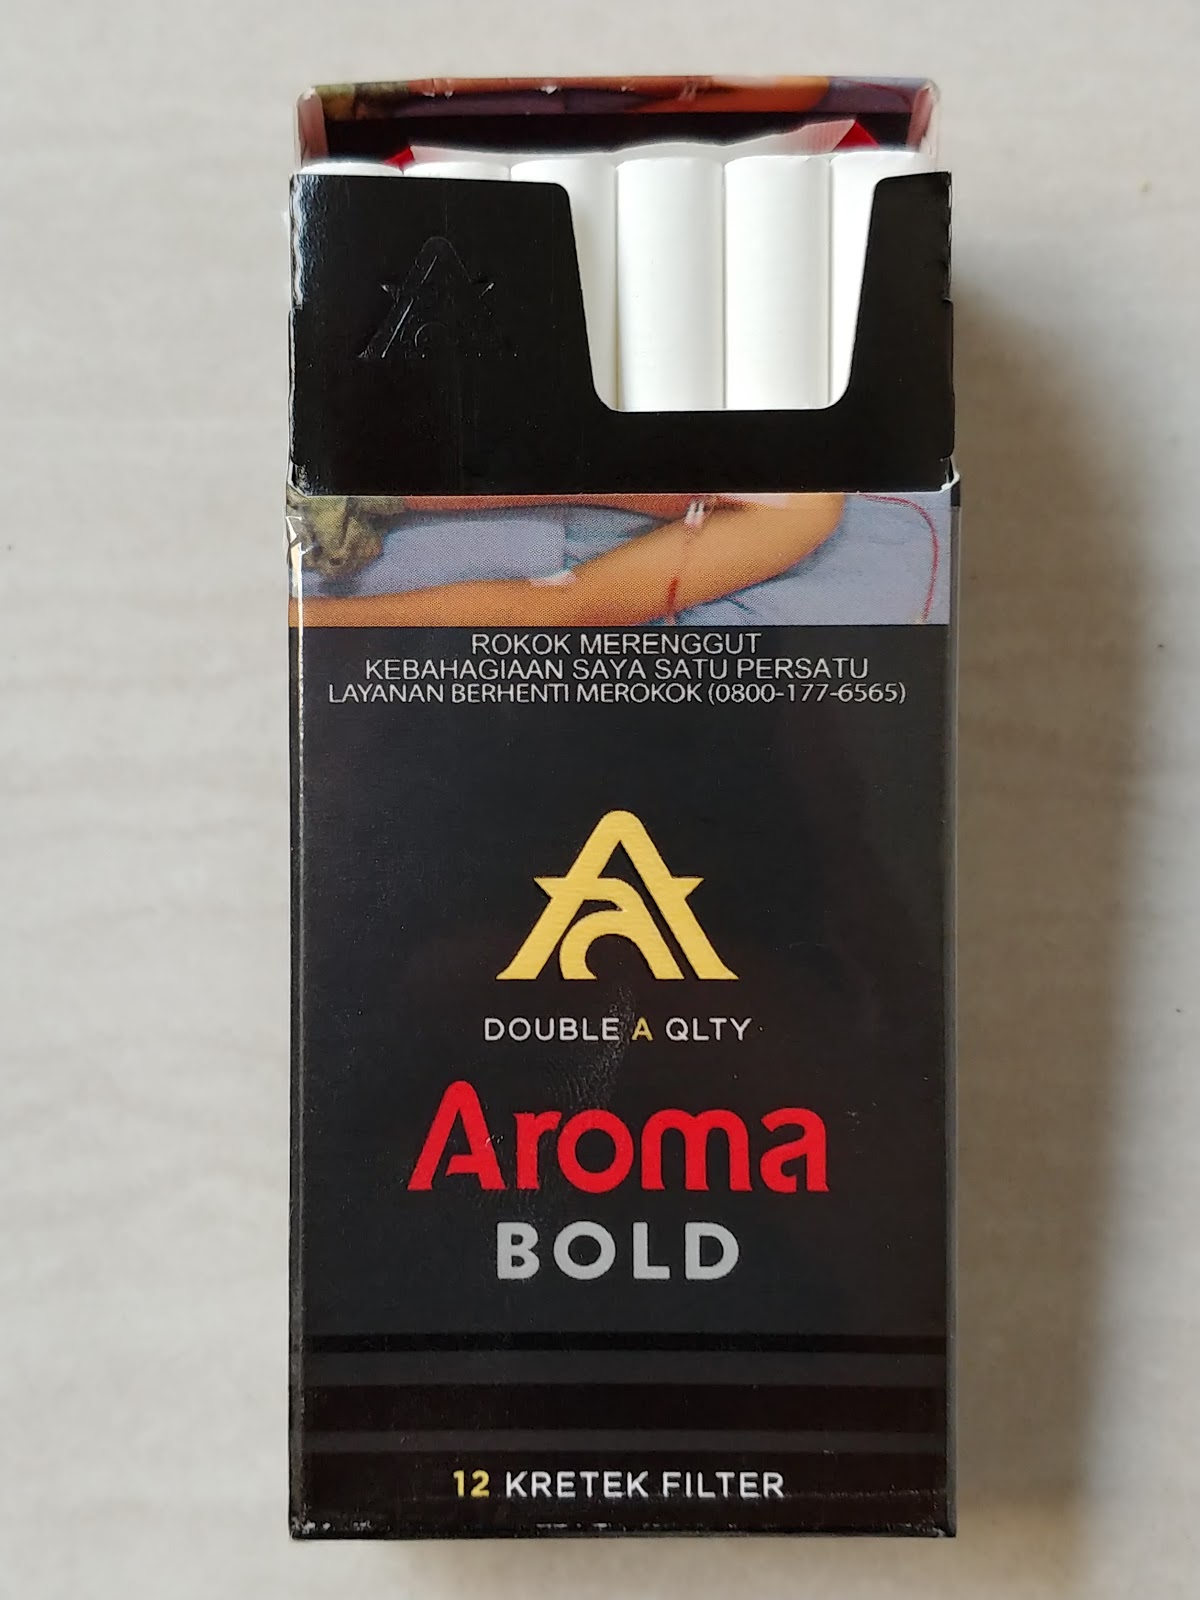 ROKOK MERENGGUT
KEBAHAGIAAN SAYA SATU PERSATU
LAYANAN BERHENTI MEROKOK (0800-177-6565)
DOUBLE A QLTY
Aroma
BOLD
12 KRETEK FILTER